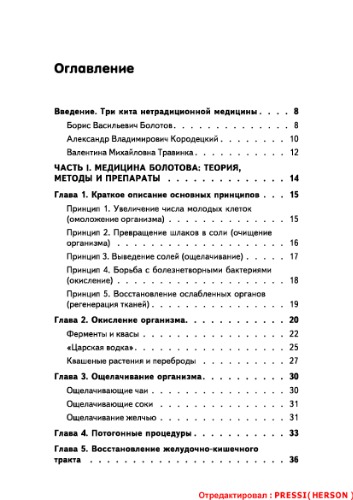 Оглавление
Введение. Три кита нетрадиционной медицины . . . . . . 8
Борис Васильевич Болотов . . . . . . . . . . . . . . . . 8
Александр Владимирович Кородецкий . . . . . . . . . 10
Валентина Михайловна Травинка . . . . . . . . . . . . 12
ЧАСТЬ I. МЕДИЦИНА БОЛОТОВА: ТЕОРИЯ,
МЕТОДЫ И ПРЕПАРАТЫ . . . . . . . . . . . . . . . 14
Глава 1. Краткое описание основных принципов . . . . . 15
Принцип 1. Увеличение числа молодых клеток
(омоложение организма) . . . . . . . . . . . . . . . . 15
Принцип 2. Превращение шлаков в соли (очищение
организма) . . . . . . . . . . . . . . . . . . . . . . 16
Принцип 3. Выведение солей (ощелачивание) . . . . . . 17
Принцип 4. Борьба с болезнетворными бактериями
(окисление) . . . . . . . . . . . . . . . . . . . . . . 18
Принцип 5. Восстановление ослабленных органов
(регенерация тканей) . . . . . . . . . . . . . . . . . 19
Глава 2. Окисление организма . . . . . . . . . . . . . 20
Ферменты и квасы . . . . . . . . . . . . . . . . . . . 22
«Царская водка» . . . . . . . . . . . . . . . . . . . . 25
Квашеные растения и переброды . . . . . . . . . . . . 27
Глава 3. Ощелачивание организма . . . . . . . . . . . . 30
Ощелачивающие чаи . . . . . . . . . . . . . . . . . . 30
Ощелачивающие соки . . . . . . . . . . . . . . . . . 31
Ощелачивание желчью . . . . . . . . . . . . . . . . . 31
Глава 4. Потогонные процедуры . . . . . . . . . . . . . 33
Глава 5. Восстановление желудочно-кишечного
тракта . . . . . . . . . . . . . . . . . . . . . . . . 36
Отредактировал : PRESSI( HERSON )